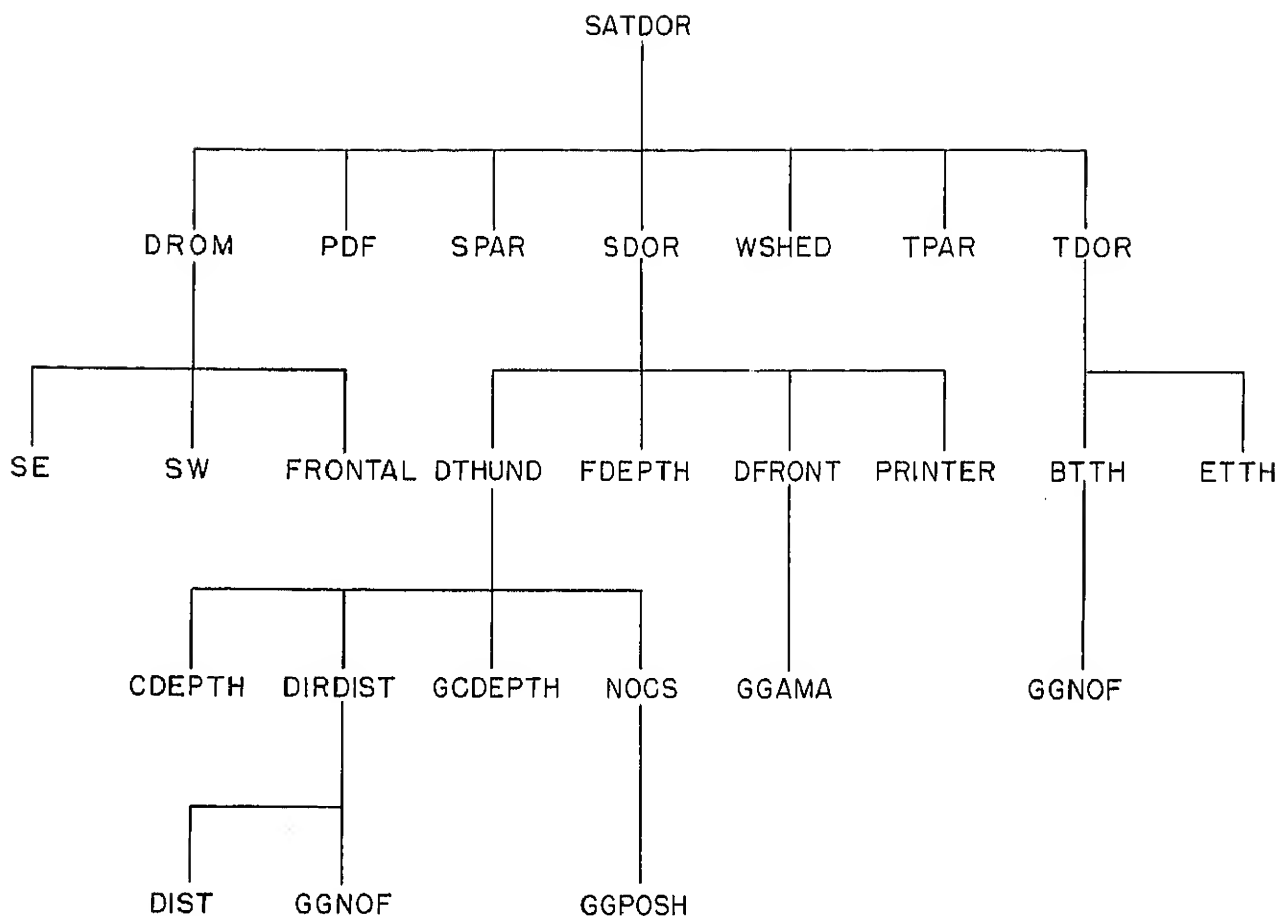 SATDOR
DROM PDF SPAR SDOR WSHED TPAR TDOR
SE SW FRONTAL DTHUND FDEPTH DFRONT PRINTER BTTH ETTH
CDEPTH DIRDIST GCDEPTH NOCS GGAMA GGNOF
DIST GGNOF GGPOSH